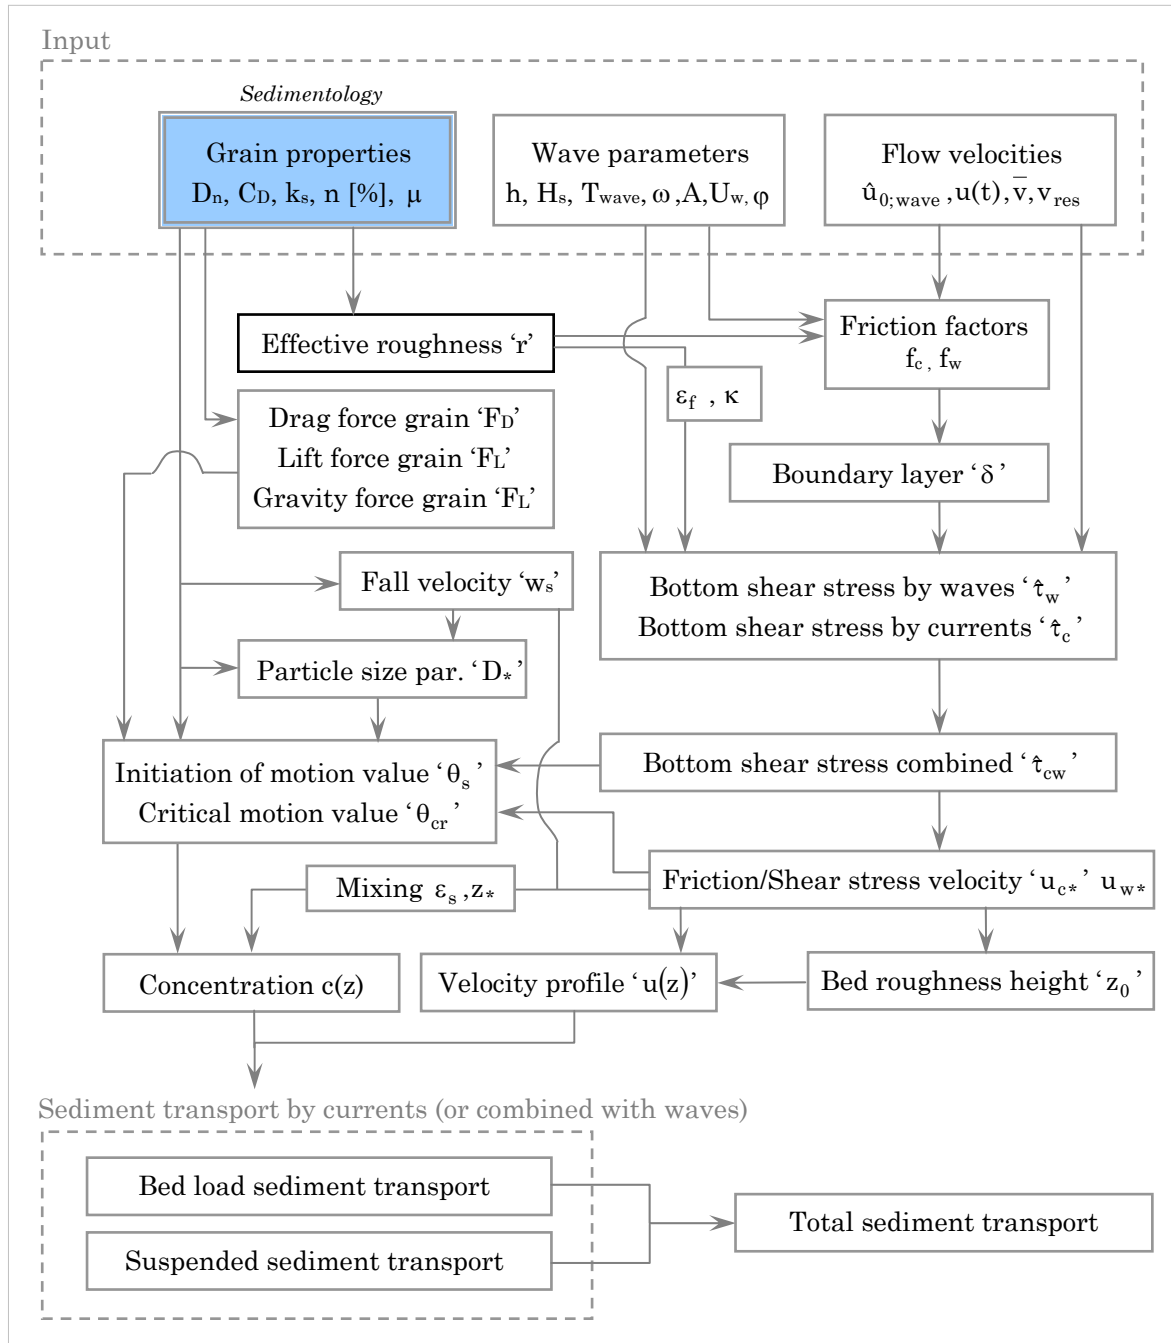 Input
Sedimentology
Grain properties
Dn, CD, ks, n [%], μ
Wave parameters
h, Hs, Twave, ω ,A,Uw, φ
Flow velocities
û0;wave ,u(t),v̅,vres
Effective roughness ‘r’
Friction factors
fc , fw
εf , κ
Drag force grain ‘FD’
Lift force grain ‘FL’
Gravity force grain ‘FL’
Boundary layer ‘ δ ’
Fall velocity ‘ws’
Bottom shear stress by waves ‘ τ̂w’
Bottom shear stress by currents ‘ τ̂c’
Particle size par. ‘ D* ’
Initiation of motion value ‘θs ’
Critical motion value ‘ θcr’
Bottom shear stress combined ‘ τ̂cw’
Mixing εs ,z*
Friction/Shear stress velocity ‘ uc* ’ uw*
Concentration c(z)
Velocity profile ‘ u(z) ’
Bed roughness height ‘ z0 ’
Sediment transport by currents (or combined with waves)
Bed load sediment transport
Total sediment transport
Suspended sediment transport